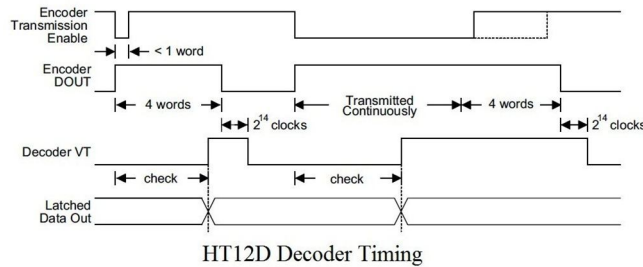 Encoder
Transmission
Enable
< 1 word
Encoder
DOUT
4 words
Transmitted
Continuously
4 words
2^14 clocks
2^14 clocks
Decoder VT
check
check
Latched
Data Out
HT12D Decoder Timing